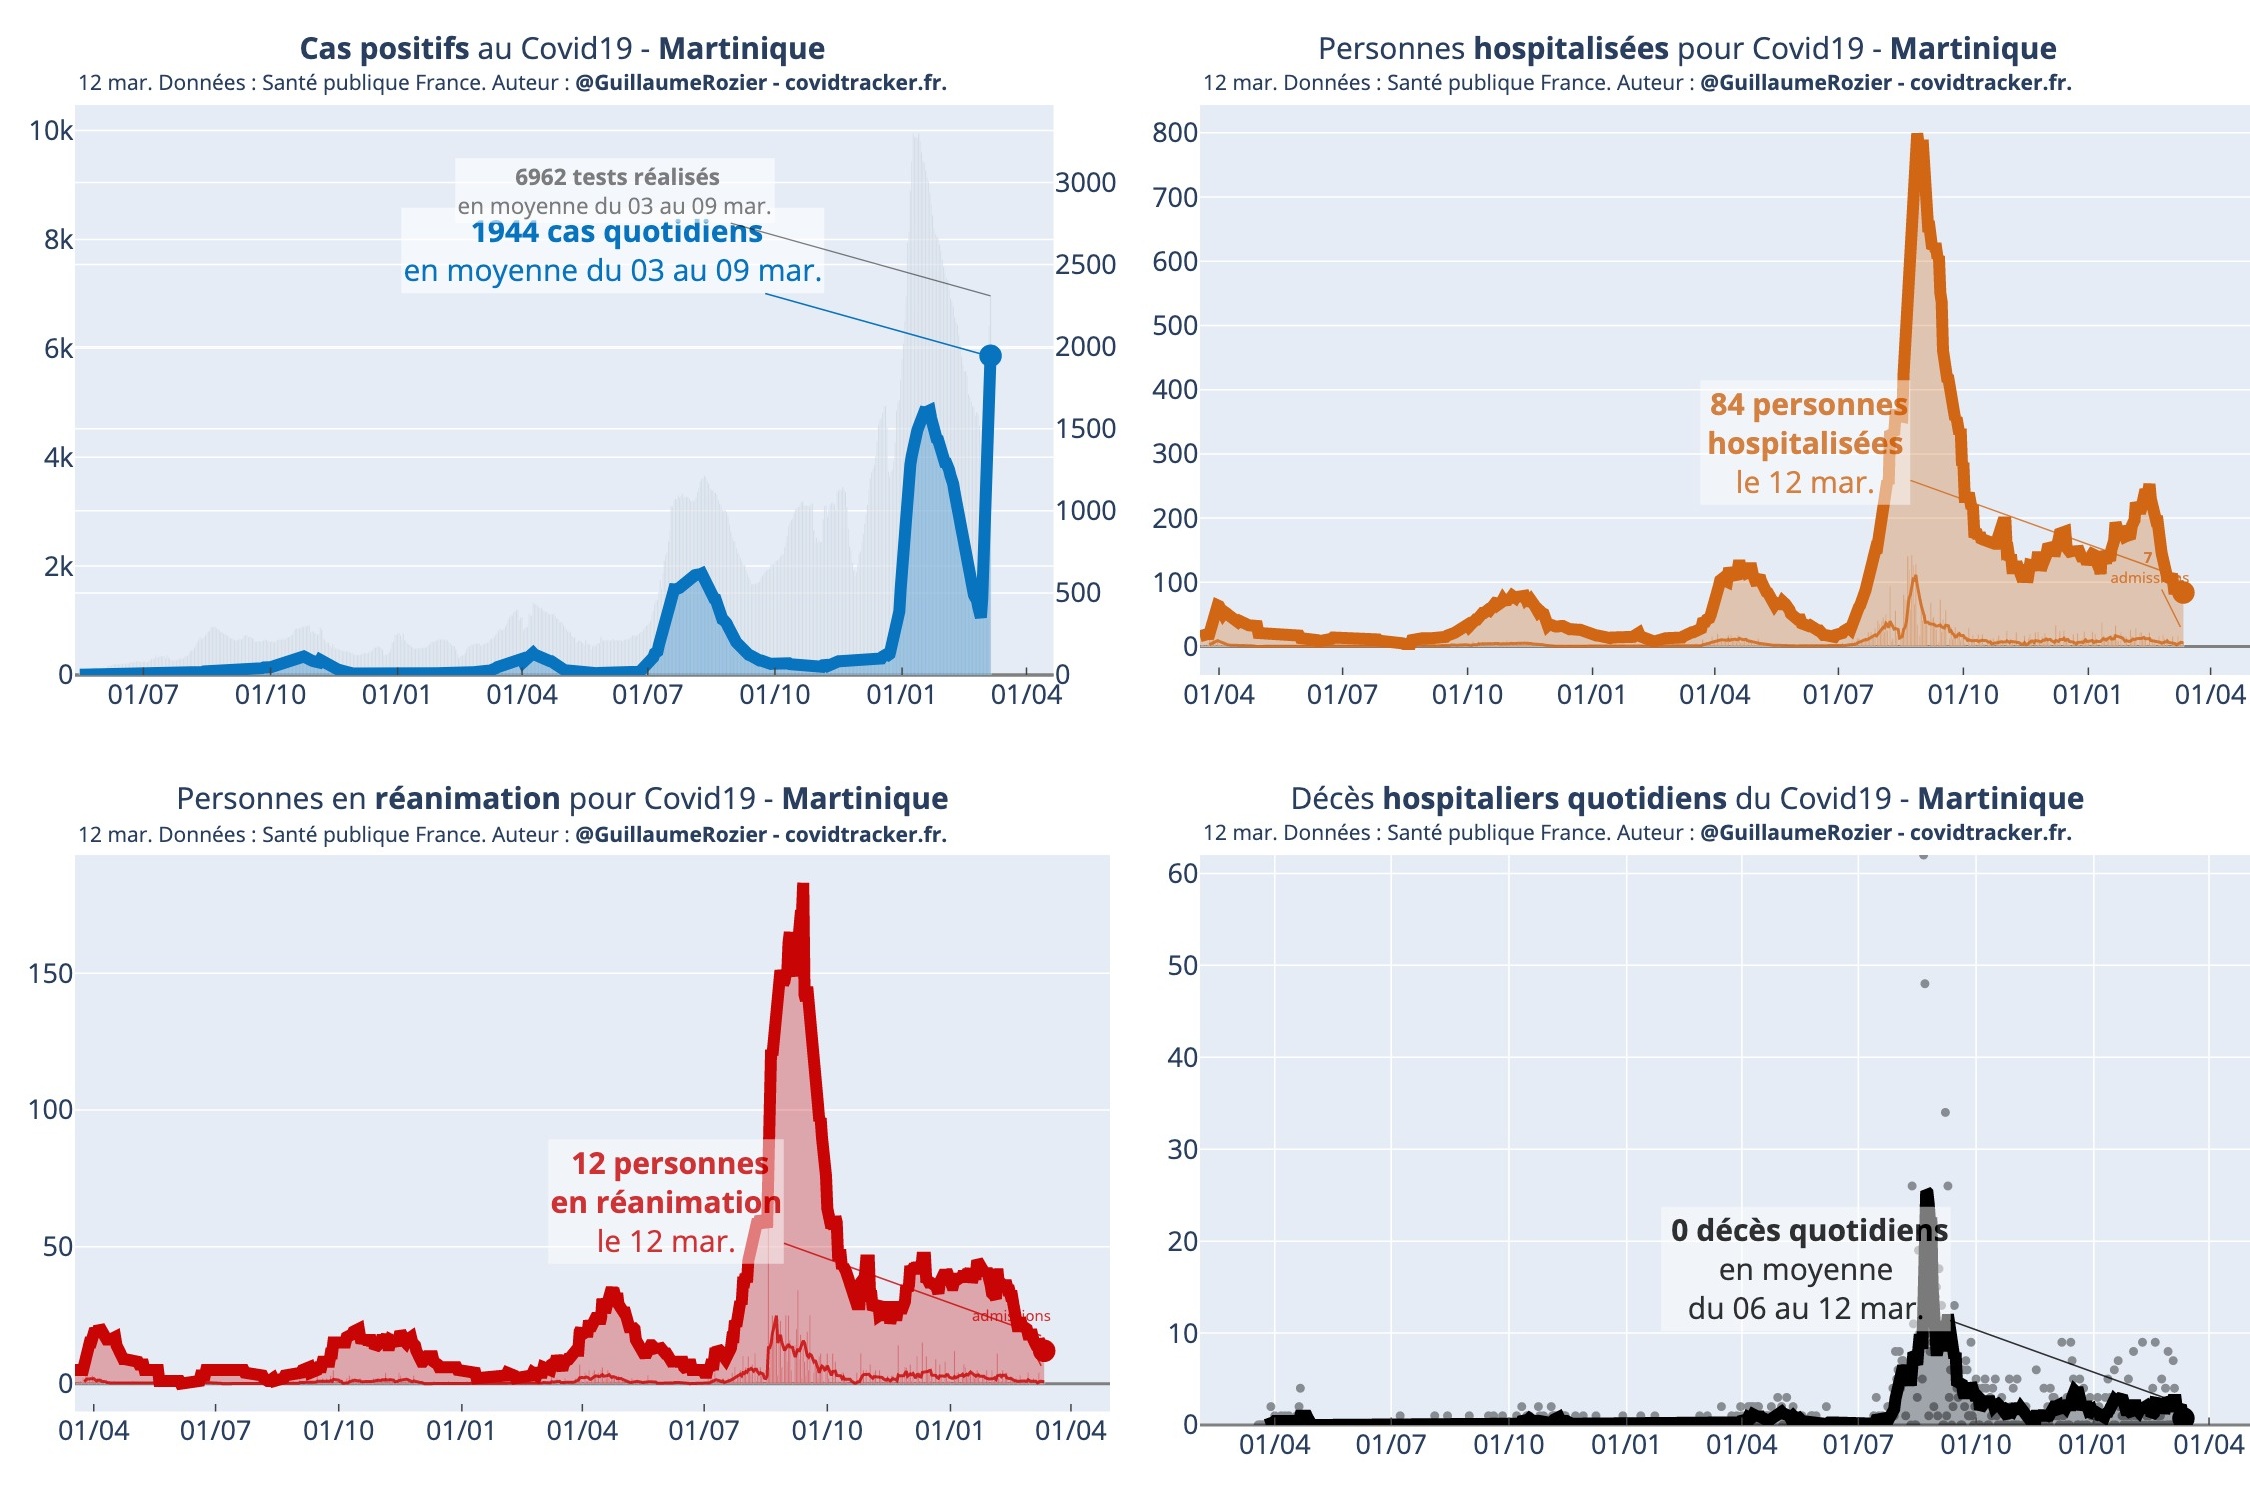 Cas positifs au Covid19 - Martinique
12 mar. Données : Santé publique France. Auteur : @GuillaumeRozier - covidtracker.fr.
10k
8k
6k
4k
2k
0
3000
2500
2000
1500
1000
500
0
6962 tests réalisés
en moyenne du 03 au 09 mar.
1944 cas quotidiens
en moyenne du 03 au 09 mar.
01/07 01/10 01/01 01/04 01/07 01/10 01/01 01/04
Personnes hospitalisées pour Covid19 - Martinique
12 mar. Données : Santé publique France. Auteur : @GuillaumeRozier - covidtracker.fr.
800
700
600
500
400
300
200
100
0
84 personnes
hospitalisées
le 12 mar.
7
admissions
01/04 01/07 01/10 01/01 01/04 01/07 01/10 01/01 01/04
Personnes en réanimation pour Covid19 - Martinique
12 mar. Données : Santé publique France. Auteur : @GuillaumeRozier - covidtracker.fr.
150
100
50
0
12 personnes
en réanimation
le 12 mar.
admissions
01/04 01/07 01/10 01/01 01/04 01/07 01/10 01/01 01/04
Décès hospitaliers quotidiens du Covid19 - Martinique
12 mar. Données : Santé publique France. Auteur : @GuillaumeRozier - covidtracker.fr.
60
50
40
30
20
10
0
0 décès quotidiens
en moyenne
du 06 au 12 mar.
01/04 01/07 01/10 01/01 01/04 01/07 01/10 01/01 01/04